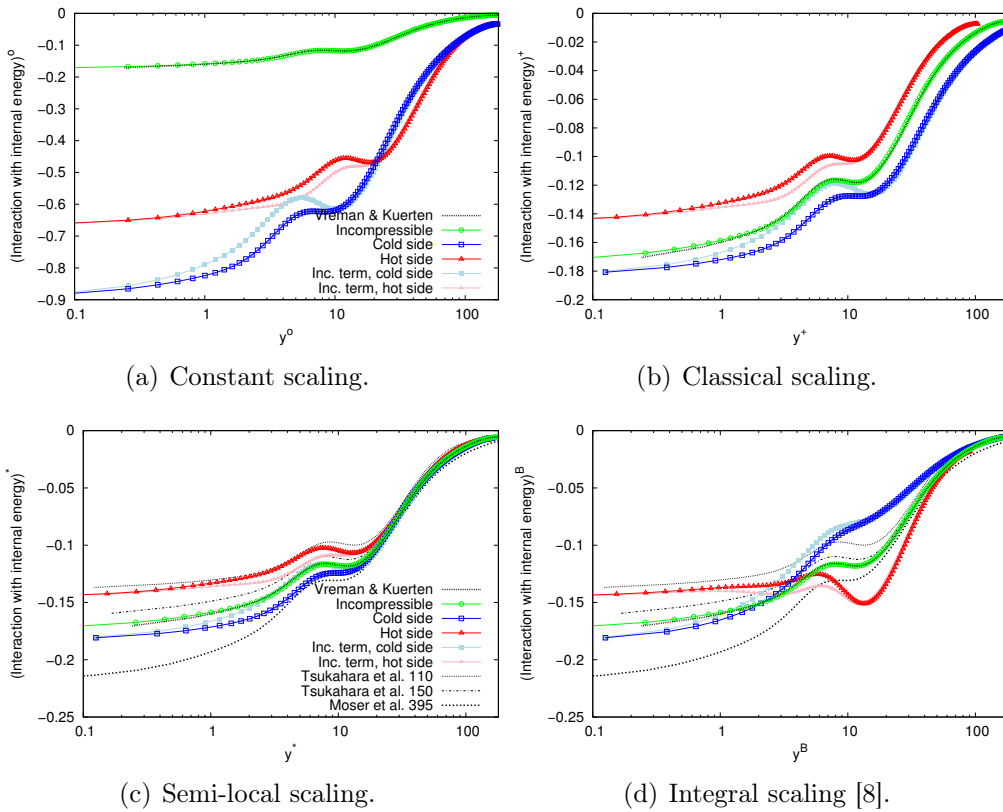 0
−0.1
−0.2
−0.3
−0.4
−0.5
−0.6
−0.7
−0.8
−0.9
0.1 1 10 100
(Interaction with internal energy)°
y°
Vreman & Kuerten
Incompressible
Cold side
Hot side
Inc. term, cold side
Inc. term, hot side
(a) Constant scaling.
0
−0.02
−0.04
−0.06
−0.08
−0.1
−0.12
−0.14
−0.16
−0.18
−0.2
0.1 1 10 100
(Interaction with internal energy)⁺
y⁺
(b) Classical scaling.
0
−0.05
−0.1
−0.15
−0.2
−0.25
0.1 1 10 100
(Interaction with internal energy)*
y*
Vreman & Kuerten
Incompressible
Cold side
Hot side
Inc. term, cold side
Inc. term, hot side
Tsukahara et al. 110
Tsukahara et al. 150
Moser et al. 395
(c) Semi-local scaling.
0
−0.05
−0.1
−0.15
−0.2
−0.25
0.1 1 10 100
(Interaction with internal energy)ᴮ
yᴮ
(d) Integral scaling [8].